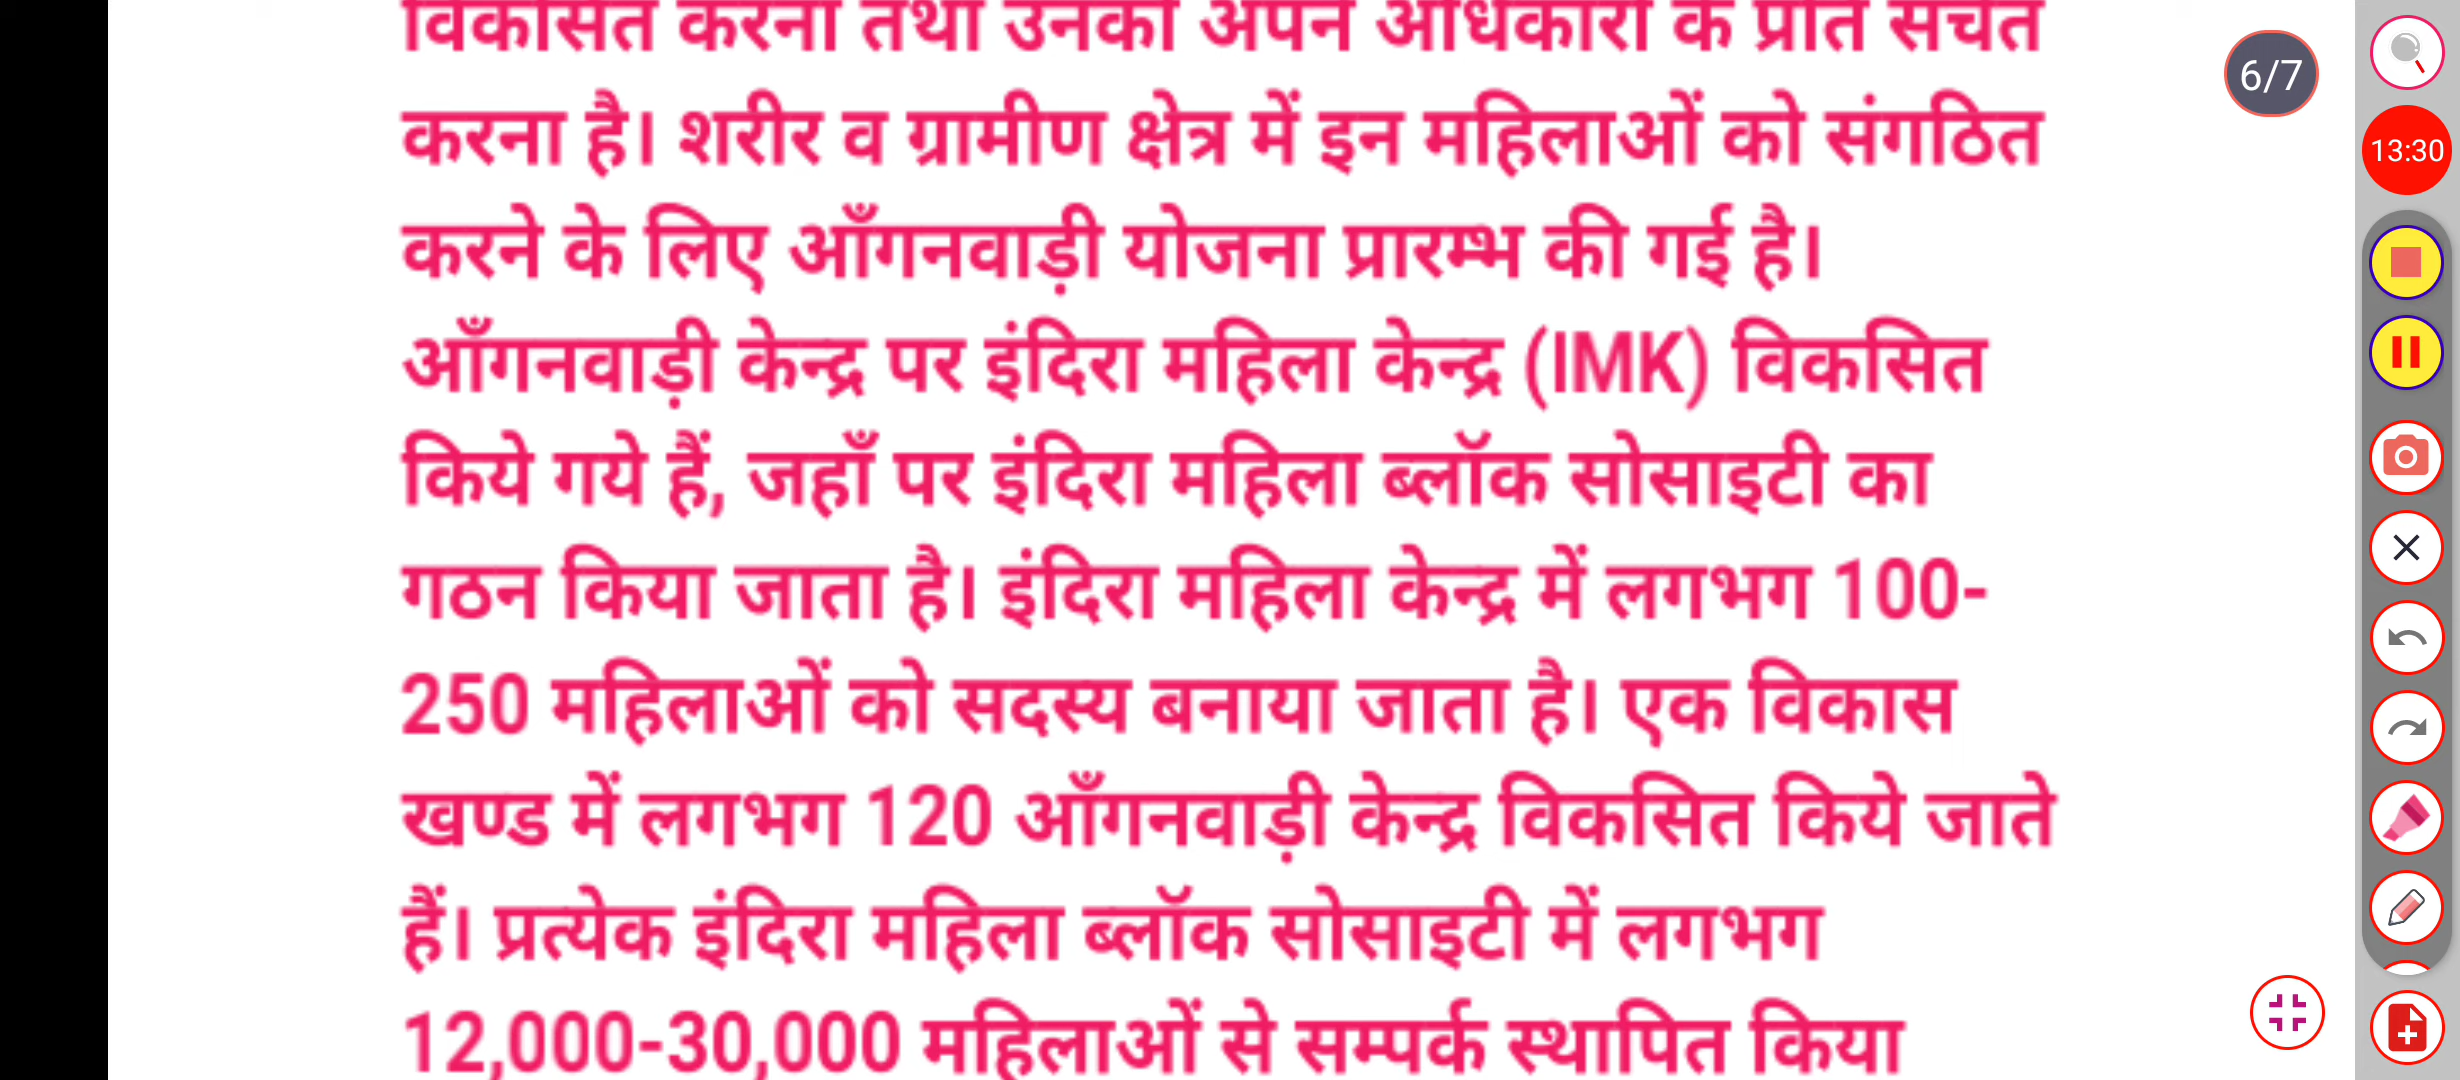 विकसित करना तथा उनको अपने अधिकारों के प्रति सचेत
6/7
करना है। शरीर व ग्रामीण क्षेत्र में इन महिलाओं को संगठित
13:30
करने के लिए आँगनवाड़ी योजना प्रारम्भ की गई है।
आँगनवाड़ी केन्द्र पर इंदिरा महिला केन्द्र (IMK) विकसित
किये गये हैं, जहाँ पर इंदिरा महिला ब्लॉक सोसाइटी का
गठन किया जाता है। इंदिरा महिला केन्द्र में लगभग 100-
250 महिलाओं को सदस्य बनाया जाता है। एक विकास
खण्ड में लगभग 120 आँगनवाड़ी केन्द्र विकसित किये जाते
हैं। प्रत्येक इंदिरा महिला ब्लॉक सोसाइटी में लगभग
12,000-30,000 महिलाओं से सम्पर्क स्थापित किया